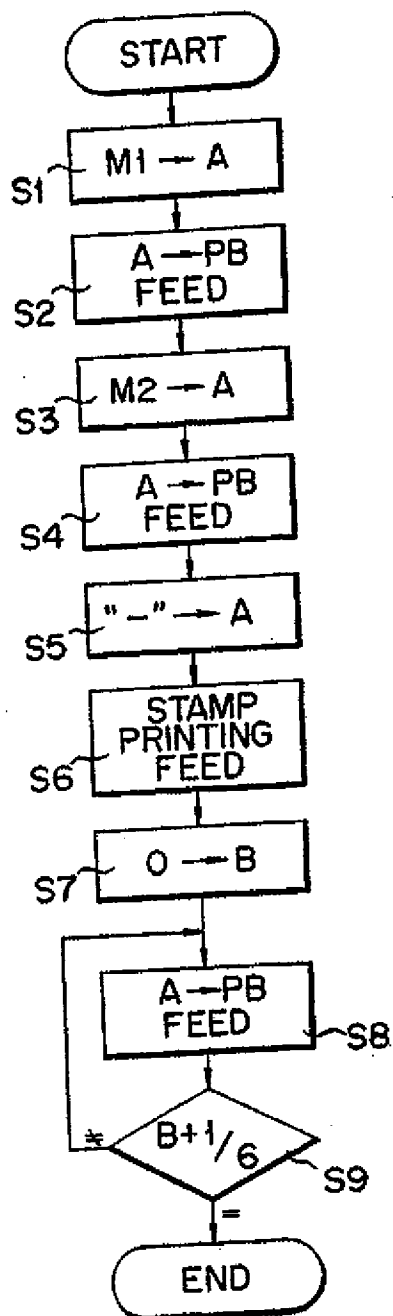 START
M1 → A
S1
A → PB
FEED
S2
M2 → A
S3
A → PB
FEED
S4
"−" → A
S5
STAMP
PRINTING
FEED
S6
O → B
S7
A → PB
FEED
S8
B+1/6
≠
S9
=
END